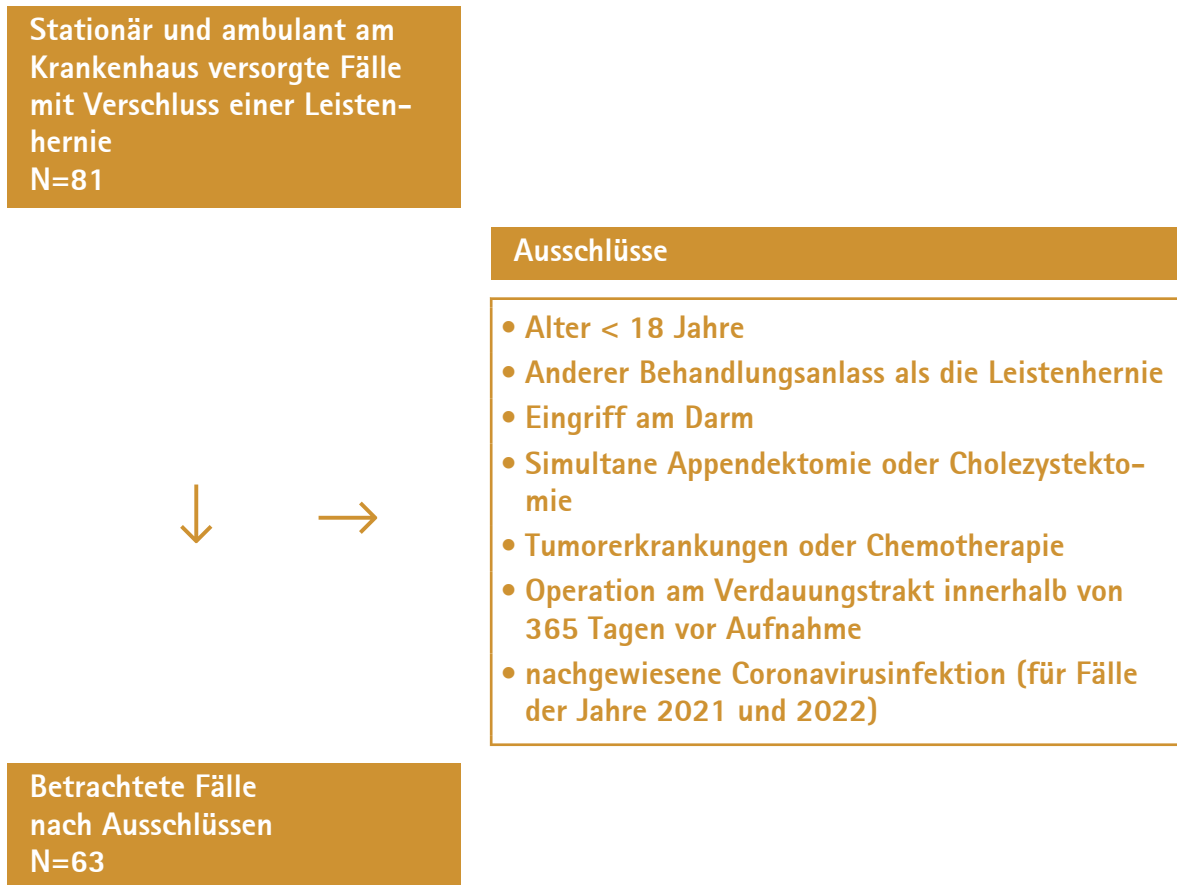 Stationär und ambulant am
Krankenhaus versorgte Fälle
mit Verschluss einer Leisten-
hernie
N=81
Ausschlüsse
• Alter < 18 Jahre
• Anderer Behandlungsanlass als die Leistenhernie
• Eingriff am Darm
• Simultane Appendektomie oder Cholezystekto-
mie
• Tumorerkrankungen oder Chemotherapie
• Operation am Verdauungstrakt innerhalb von
365 Tagen vor Aufnahme
• nachgewiesene Coronavirusinfektion (für Fälle
der Jahre 2021 und 2022)
Betrachtete Fälle
nach Ausschlüssen
N=63